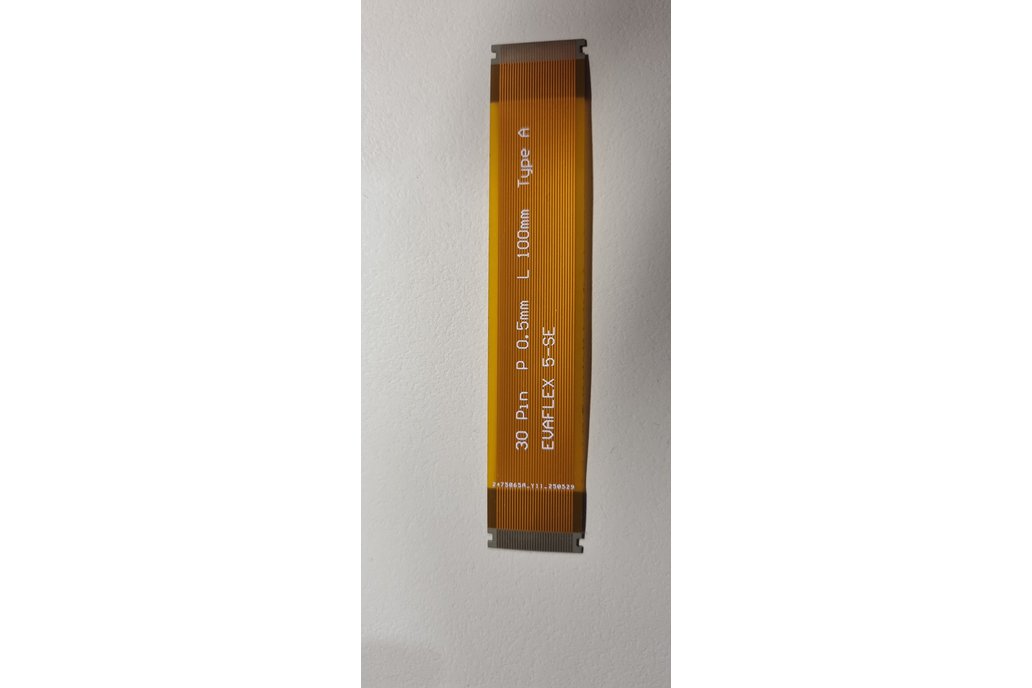 30 Pin P 0.5mm L 100mm Type A
EVAFLEX 5-SE